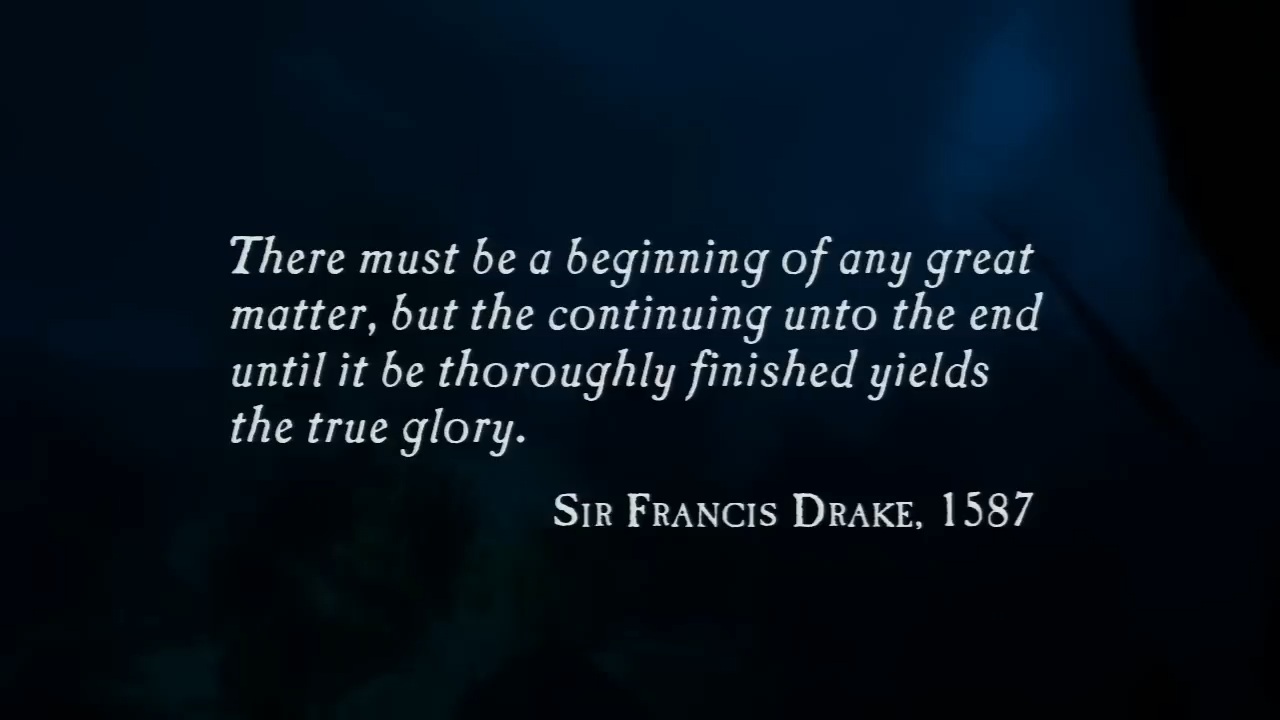 There must be a beginning of any great
matter, but the continuing unto the end
until it be thoroughly finished yields
the true glory.
Sir Francis Drake, 1587